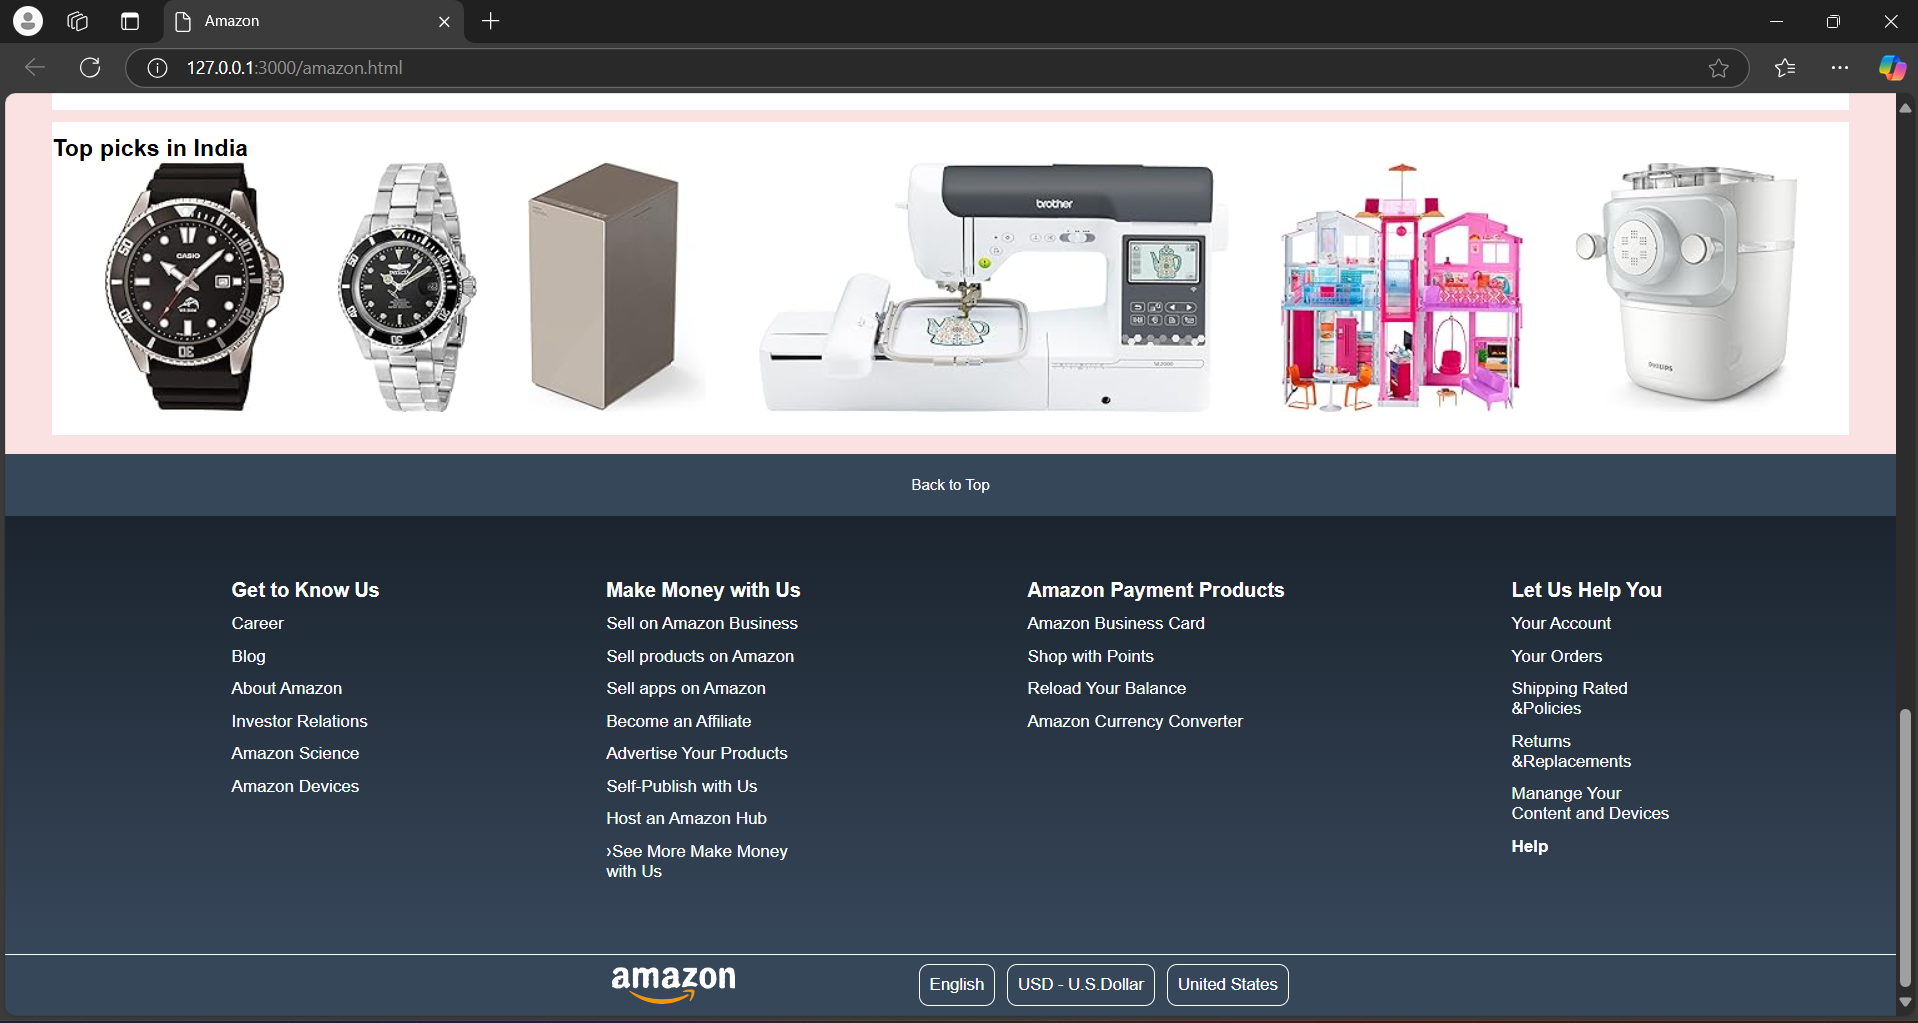 Amazon
127.0.0.1:3000/amazon.html
Top picks in India
CASIO
brother
PHILIPS
Back to Top
Get to Know Us
Career
Blog
About Amazon
Investor Relations
Amazon Science
Amazon Devices
Make Money with Us
Sell on Amazon Business
Sell products on Amazon
Sell apps on Amazon
Become an Affiliate
Advertise Your Products
Self-Publish with Us
Host an Amazon Hub
›See More Make Money
with Us
Amazon Payment Products
Amazon Business Card
Shop with Points
Reload Your Balance
Amazon Currency Converter
Let Us Help You
Your Account
Your Orders
Shipping Rated
&Policies
Returns
&Replacements
Manange Your
Content and Devices
Help
amazon
English
USD - U.S.Dollar
United States